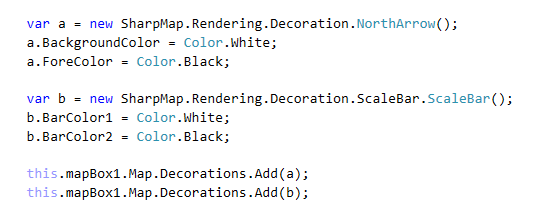 var a = new SharpMap.Rendering.Decoration.NorthArrow();
a.BackgroundColor = Color.White;
a.ForeColor = Color.Black;
var b = new SharpMap.Rendering.Decoration.ScaleBar.ScaleBar();
b.BarColor1 = Color.White;
b.BarColor2 = Color.Black;
this.mapBox1.Map.Decorations.Add(a);
this.mapBox1.Map.Decorations.Add(b);